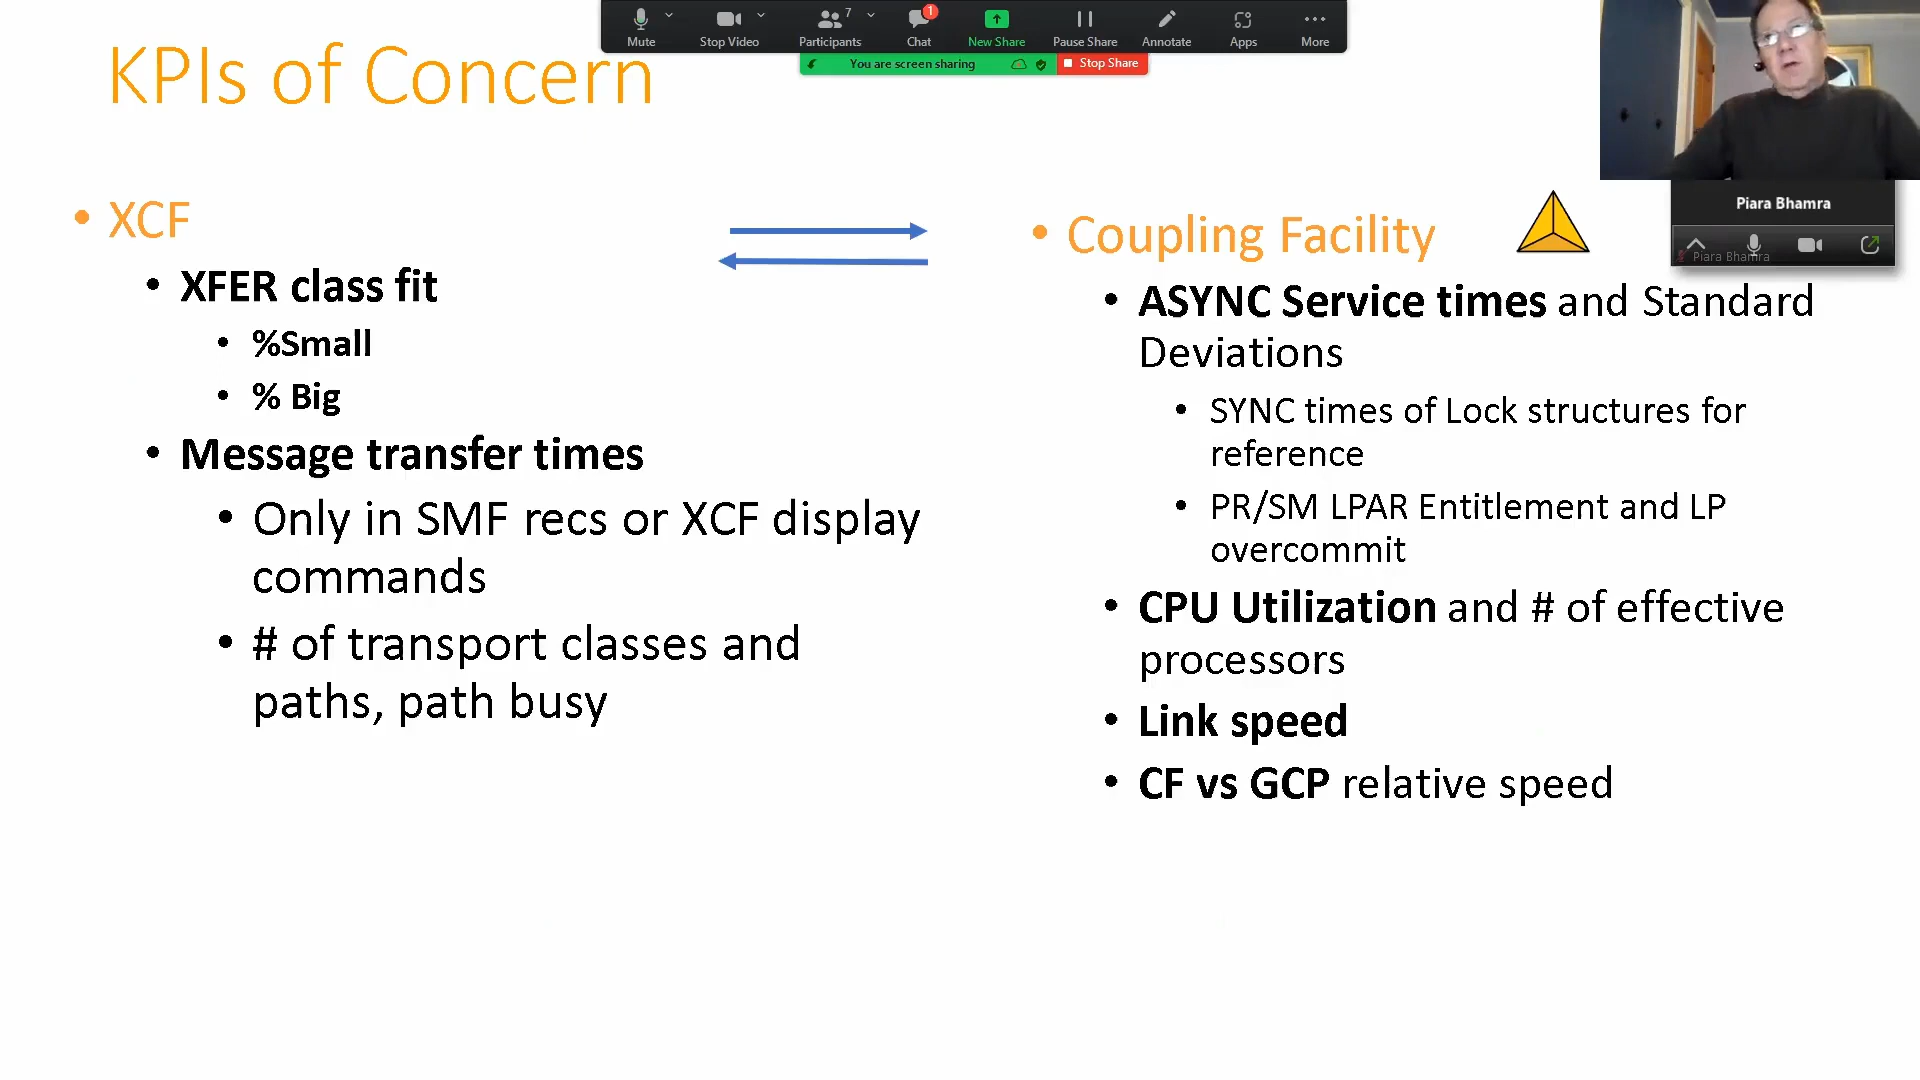 Mute
Stop Video
7
Participants
1
Chat
New Share
Pause Share
Annotate
Apps
More
You are screen sharing
Stop Share
KPIs of Concern
Piara Bhamra
Piara Bhamra
• XCF
• XFER class fit
• %Small
• % Big
• Message transfer times
• Only in SMF recs or XCF display
commands
• # of transport classes and
paths, path busy
• Coupling Facility
• ASYNC Service times and Standard
Deviations
• SYNC times of Lock structures for
reference
• PR/SM LPAR Entitlement and LP
overcommit
• CPU Utilization and # of effective
processors
• Link speed
• CF vs GCP relative speed